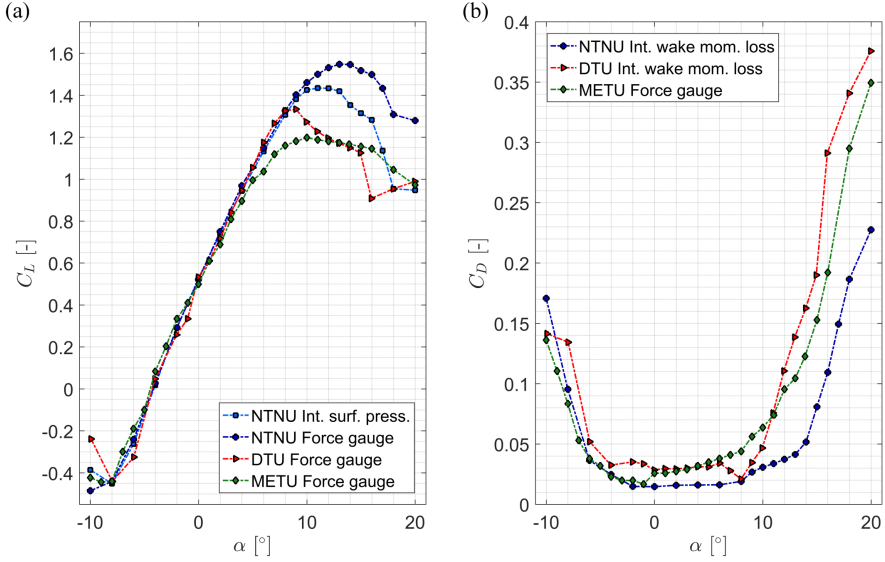 (a)
1.6
1.4
1.2
1
0.8
0.6
0.4
0.2
0
-0.2
-0.4
C_L [-]
-10 0 10 20
α [°]
NTNU Int. surf. press.
NTNU Force gauge
DTU Force gauge
METU Force gauge
(b)
0.4
0.35
0.3
0.25
0.2
0.15
0.1
0.05
0
C_D [-]
-10 0 10 20
α [°]
NTNU Int. wake mom. loss
DTU Int. wake mom. loss
METU Force gauge